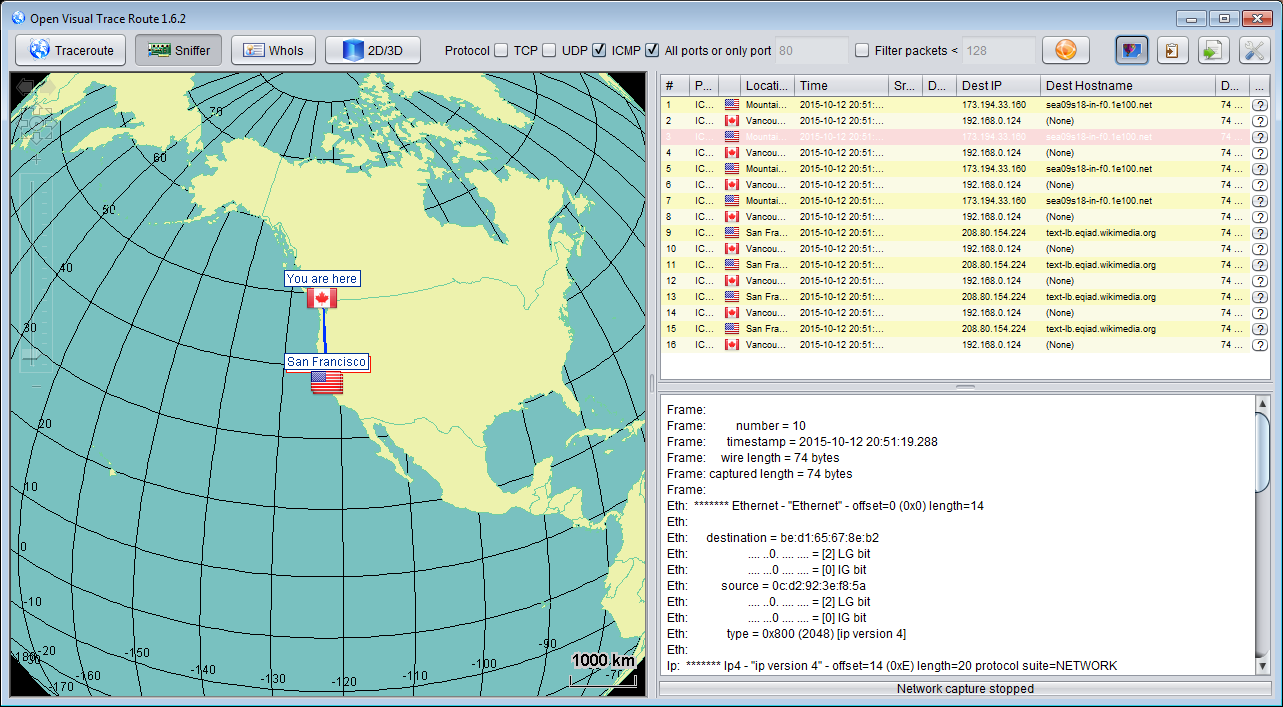 Open Visual Trace Route 1.6.2
Traceroute Sniffer WhoIs 2D/3D Protocol TCP UDP ICMP All ports or only port 80 Filter packets < 128
# P... Locati... Time Sr... D... Dest IP Dest Hostname D... ...
1 IC... Mountai... 2015-10-12 20:51:... 173.194.33.160 sea09s18-in-f0.1e100.net 74 ... ?
2 IC... Vancou... 2015-10-12 20:51:... 192.168.0.124 (None) 74 ... ?
3 IC... Mountai... 2015-10-12 20:51:... 173.194.33.160 sea09s18-in-f0.1e100.net 74 ... ?
4 IC... Vancou... 2015-10-12 20:51:... 192.168.0.124 (None) 74 ... ?
5 IC... Mountai... 2015-10-12 20:51:... 173.194.33.160 sea09s18-in-f0.1e100.net 74 ... ?
6 IC... Vancou... 2015-10-12 20:51:... 192.168.0.124 (None) 74 ... ?
7 IC... Mountai... 2015-10-12 20:51:... 173.194.33.160 sea09s18-in-f0.1e100.net 74 ... ?
8 IC... Vancou... 2015-10-12 20:51:... 192.168.0.124 (None) 74 ... ?
9 IC... San Fra... 2015-10-12 20:51:... 208.80.154.224 text-lb.eqiad.wikimedia.org 74 ... ?
10 IC... Vancou... 2015-10-12 20:51:... 192.168.0.124 (None) 74 ... ?
11 IC... San Fra... 2015-10-12 20:51:... 208.80.154.224 text-lb.eqiad.wikimedia.org 74 ... ?
12 IC... Vancou... 2015-10-12 20:51:... 192.168.0.124 (None) 74 ... ?
13 IC... San Fra... 2015-10-12 20:51:... 208.80.154.224 text-lb.eqiad.wikimedia.org 74 ... ?
14 IC... Vancou... 2015-10-12 20:51:... 192.168.0.124 (None) 74 ... ?
15 IC... San Fra... 2015-10-12 20:51:... 208.80.154.224 text-lb.eqiad.wikimedia.org 74 ... ?
16 IC... Vancou... 2015-10-12 20:51:... 192.168.0.124 (None) 74 ... ?
70
60
50
40
You are here
30
San Francisco
20
10
0
-10
-20
-180
-170
-160
-150
-140
-130
-120
-110
-100
-90
1000 km
Frame:
Frame: number = 10
Frame: timestamp = 2015-10-12 20:51:19.288
Frame: wire length = 74 bytes
Frame: captured length = 74 bytes
Frame:
Eth: ******* Ethernet - "Ethernet" - offset=0 (0x0) length=14
Eth:
Eth: destination = be:d1:65:67:8e:b2
Eth: .... ..0. .... .... = [2] LG bit
Eth: .... ...0 .... .... = [0] IG bit
Eth: source = 0c:d2:92:3e:f8:5a
Eth: .... ..0. .... .... = [2] LG bit
Eth: .... ...0 .... .... = [0] IG bit
Eth: type = 0x800 (2048) [ip version 4]
Eth:
Ip: ******* Ip4 - "ip version 4" - offset=14 (0xE) length=20 protocol suite=NETWORK
Network capture stopped